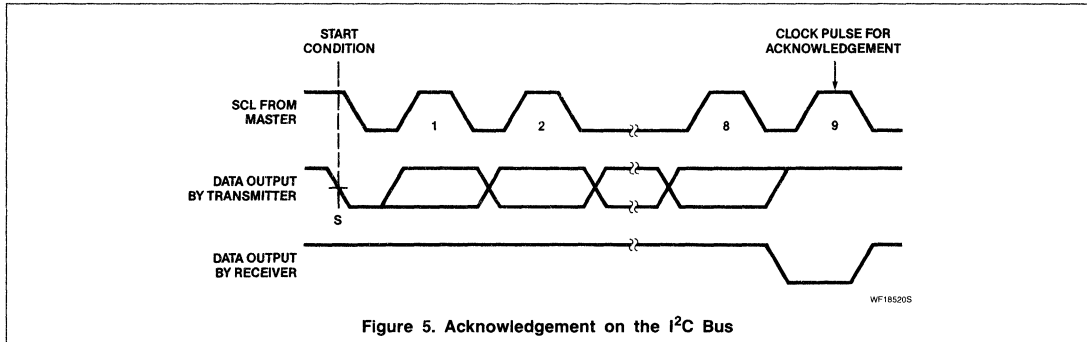 START
CONDITION
CLOCK PULSE FOR
ACKNOWLEDGEMENT
SCL FROM
MASTER
1
2
8
9
DATA OUTPUT
BY TRANSMITTER
S
DATA OUTPUT
BY RECEIVER
WF18520S
Figure 5. Acknowledgement on the I²C Bus